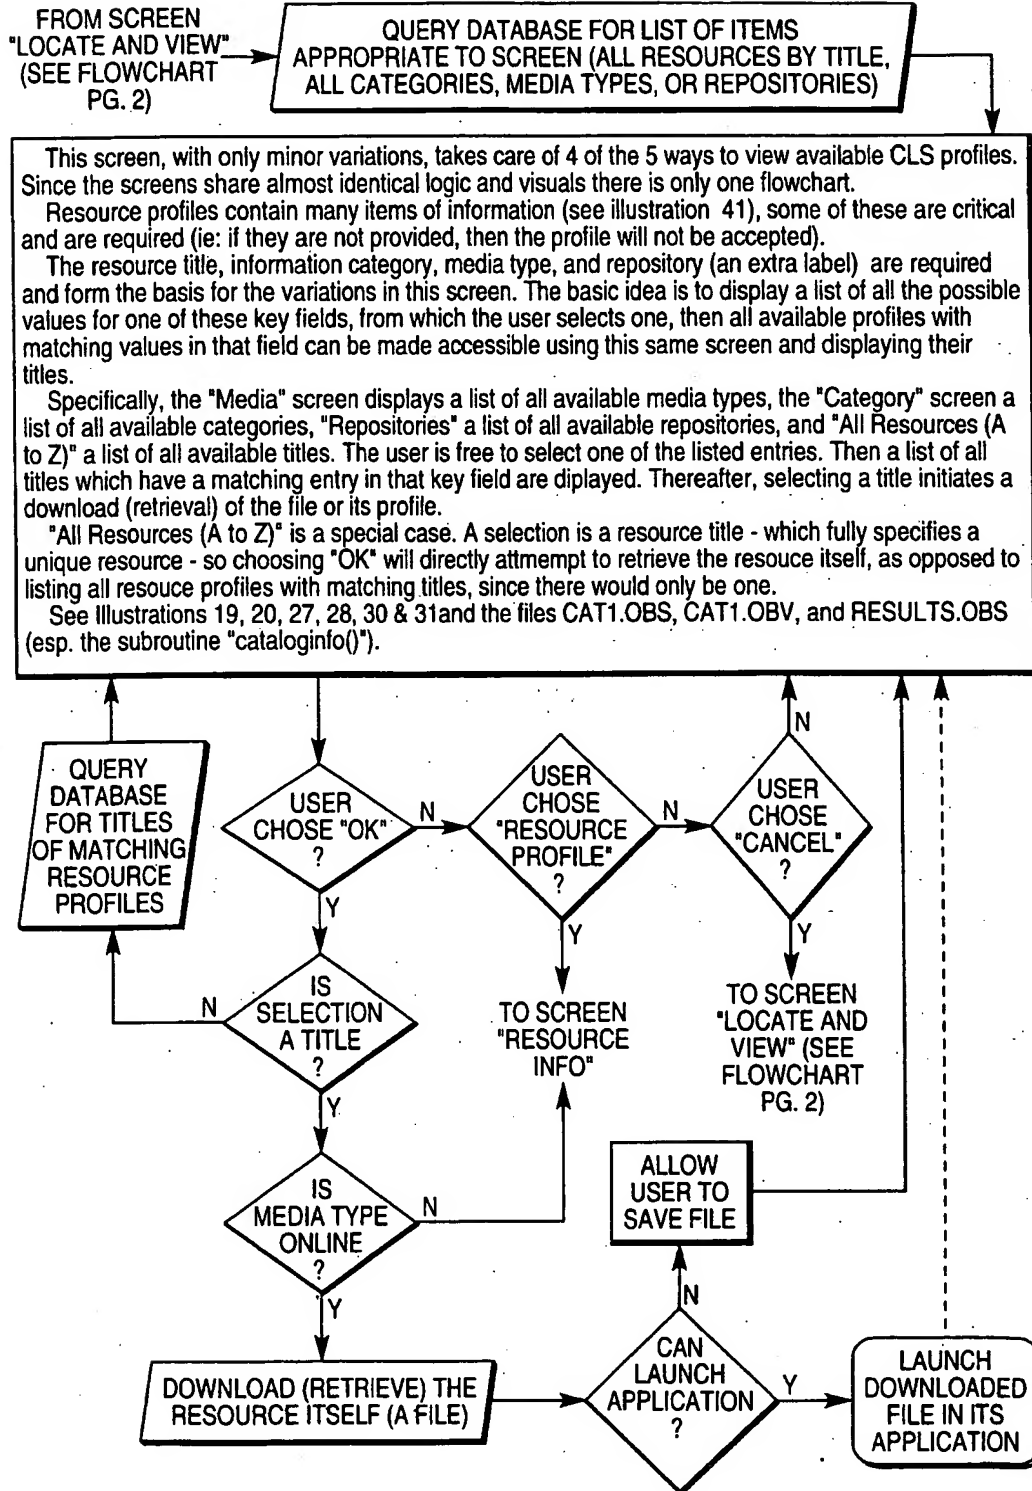 FROM SCREEN
"LOCATE AND VIEW"
(SEE FLOWCHART
PG. 2)
QUERY DATABASE FOR LIST OF ITEMS
APPROPRIATE TO SCREEN (ALL RESOURCES BY TITLE,
ALL CATEGORIES, MEDIA TYPES, OR REPOSITORIES)
This screen, with only minor variations, takes care of 4 of the 5 ways to view available CLS profiles.
Since the screens share almost identical logic and visuals there is only one flowchart.
Resource profiles contain many items of information (see illustration 41), some of these are critical
and are required (ie: if they are not provided, then the profile will not be accepted).
The resource title, information category, media type, and repository (an extra label) are required
and form the basis for the variations in this screen. The basic idea is to display a list of all the possible
values for one of these key fields, from which the user selects one, then all available profiles with
matching values in that field can be made accessible using this same screen and displaying their
titles.
Specifically, the "Media" screen displays a list of all available media types, the "Category" screen a
list of all available categories, "Repositories" a list of all available repositories, and "All Resources (A
to Z)" a list of all available titles. The user is free to select one of the listed entries. Then a list of all
titles which have a matching entry in that key field are diplayed. Thereafter, selecting a title initiates a
download (retrieval) of the file or its profile.
"All Resources (A to Z)" is a special case. A selection is a resource title - which fully specifies a
unique resource - so choosing "OK" will directly attmempt to retrieve the resouce itself, as opposed to
listing all resouce profiles with matching titles, since there would only be one.
See Illustrations 19, 20, 27, 28, 30 & 31and the files CAT1.OBS, CAT1.OBV, and RESULTS.OBS
(esp. the subroutine "cataloginfo()").
QUERY
DATABASE
FOR TITLES
OF MATCHING
RESOURCE
PROFILES
USER
CHOSE "OK"
?
N
USER
CHOSE
"RESOURCE
PROFILE"
?
N
USER
CHOSE
"CANCEL"
?
N
Y
Y
Y
N
IS
SELECTION
A TITLE
?
TO SCREEN
"RESOURCE
INFO"
TO SCREEN
"LOCATE AND
VIEW" (SEE
FLOWCHART
PG. 2)
Y
IS
MEDIA TYPE
ONLINE
?
N
ALLOW
USER TO
SAVE FILE
Y
N
DOWNLOAD (RETRIEVE) THE
RESOURCE ITSELF (A FILE)
CAN
LAUNCH
APPLICATION
?
Y
LAUNCH
DOWNLOADED
FILE IN ITS
APPLICATION